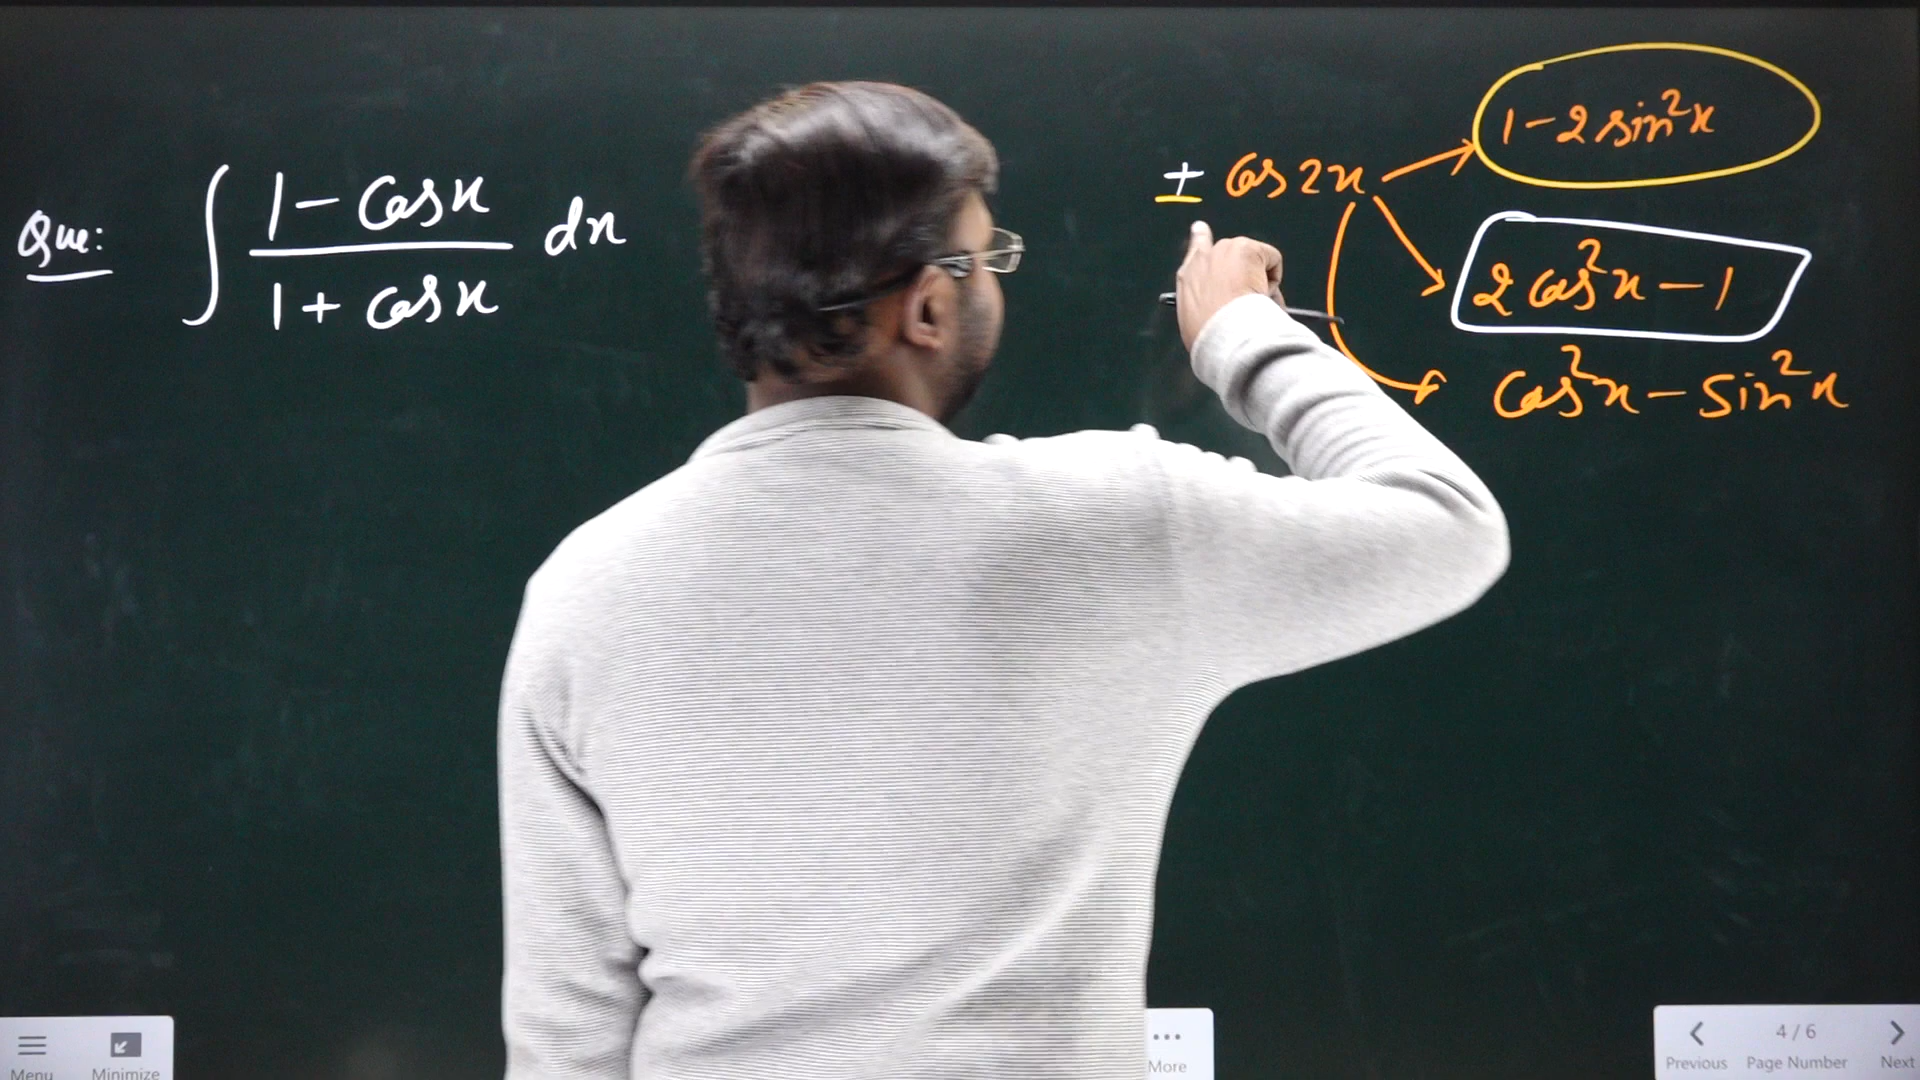 Que: ∫ (1 - cos x)/(1 + cos x) dx
± cos 2x
1 - 2 sin²x
2 cos²x - 1
cos²x - sin²x
Menu
Minimize
... More
Previous
4 / 6
Page Number
Next